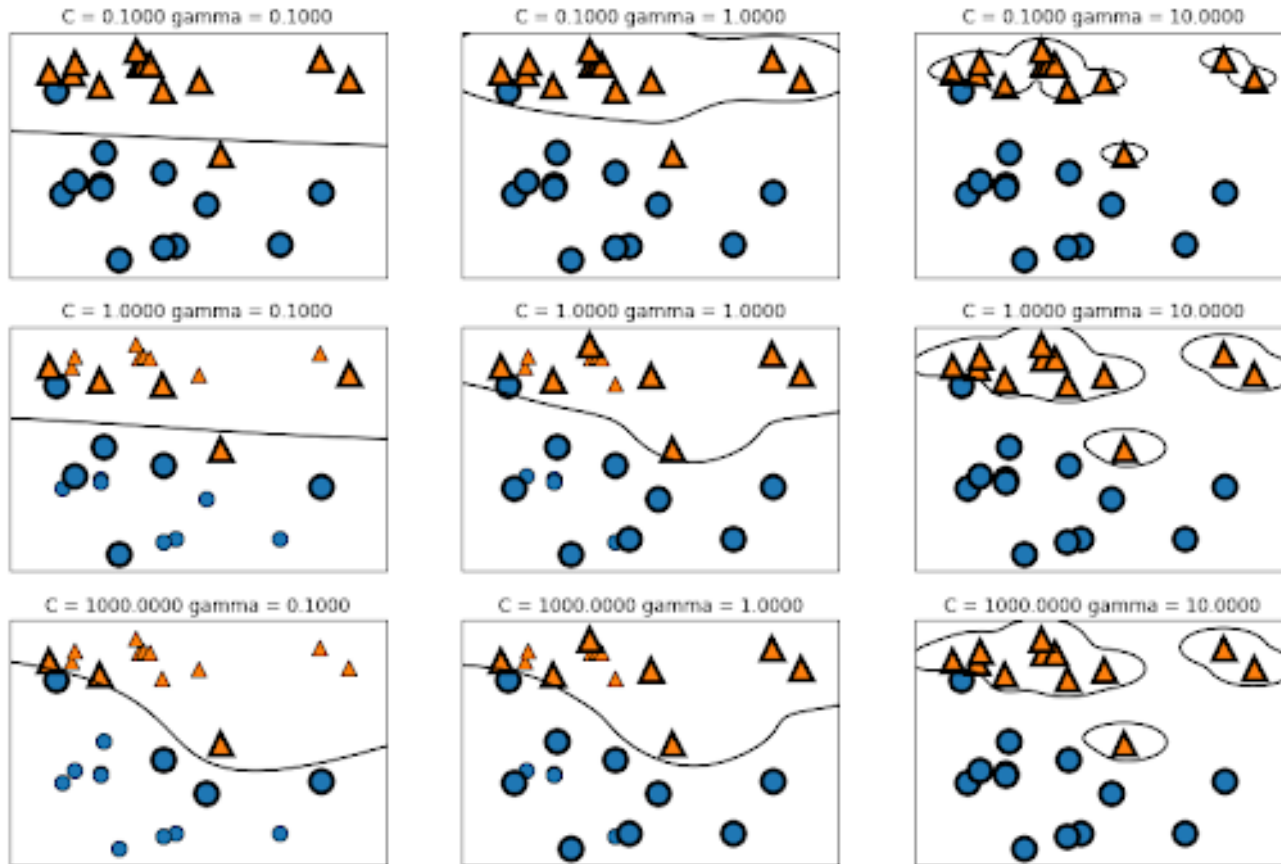 C = 0.1000 gamma = 0.1000
C = 0.1000 gamma = 1.0000
C = 0.1000 gamma = 10.0000
C = 1.0000 gamma = 0.1000
C = 1.0000 gamma = 1.0000
C = 1.0000 gamma = 10.0000
C = 1000.0000 gamma = 0.1000
C = 1000.0000 gamma = 1.0000
C = 1000.0000 gamma = 10.0000